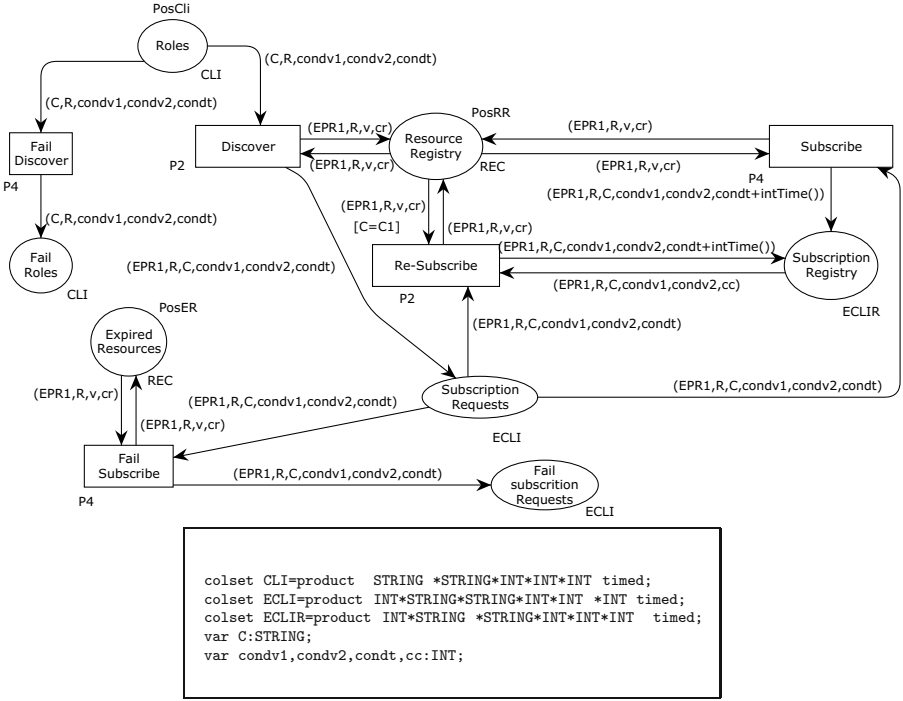 PosCli
Roles
CLI
(C,R,condv1,condv2,condt)
(C,R,condv1,condv2,condt)
PosRR
Fail
Discover
P4
Discover
P2
(EPR1,R,v,cr)
(EPR1,R,v,cr)
Resource
Registry
REC
(EPR1,R,v,cr)
(EPR1,R,v,cr)
Subscribe
P4
(C,R,condv1,condv2,condt)
(EPR1,R,v,cr)
[C=C1]
(EPR1,R,v,cr)
(EPR1,R,C,condv1,condv2,condt+intTime())
Fail
Roles
CLI
(EPR1,R,C,condv1,condv2,condt)
Re-Subscribe
P2
(EPR1,R,C,condv1,condv2,condt+intTime())
(EPR1,R,C,condv1,condv2,cc)
Subscription
Registry
ECLIR
PosER
Expired
Resources
REC
(EPR1,R,C,condv1,condv2,condt)
(EPR1,R,v,cr)
(EPR1,R,v,cr)
(EPR1,R,C,condv1,condv2,condt)
Subscription
Requests
ECLI
(EPR1,R,C,condv1,condv2,condt)
Fail
Subscribe
P4
(EPR1,R,C,condv1,condv2,condt)
Fail
subscrition
Requests
ECLI
colset CLI=product  STRING *STRING*INT*INT*INT timed;
colset ECLI=product INT*STRING*STRING*INT*INT *INT timed;
colset ECLIR=product INT*STRING *STRING*INT*INT*INT  timed;
var C:STRING;
var condv1,condv2,condt,cc:INT;